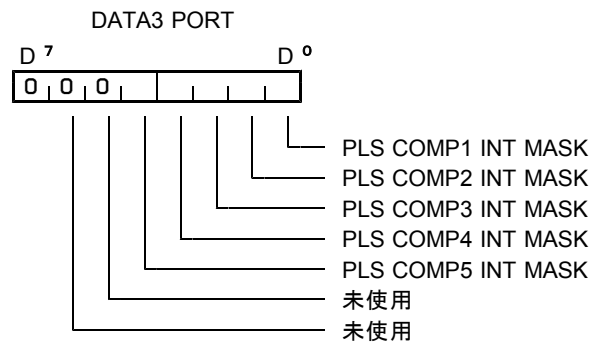 DATA3 PORT
D7 D0
0 0 0
PLS COMP1 INT MASK
PLS COMP2 INT MASK
PLS COMP3 INT MASK
PLS COMP4 INT MASK
PLS COMP5 INT MASK
未使用
未使用